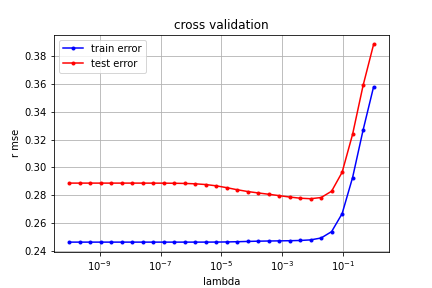 cross validation
train error
test error
r mse
0.38
0.36
0.34
0.32
0.30
0.28
0.26
0.24
10⁻⁹
10⁻⁷
10⁻⁵
10⁻³
10⁻¹
lambda